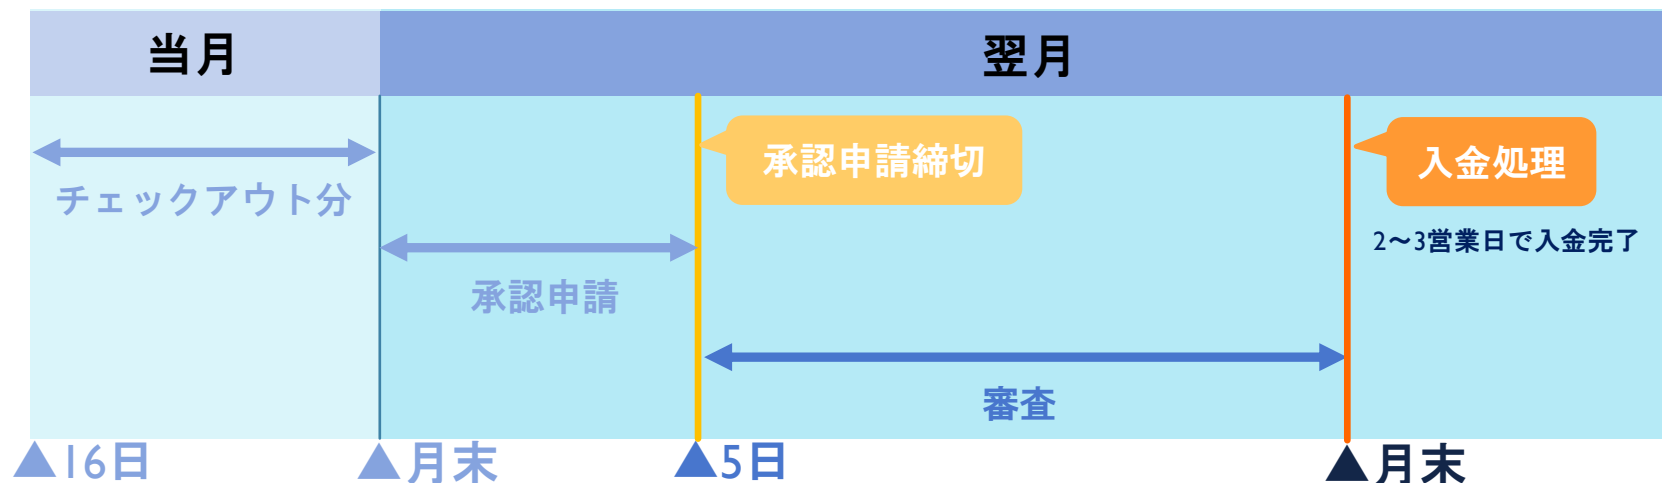 当月
翌月
承認申請締切
入金処理
チェックアウト分
2～3営業日で入金完了
承認申請
審査
▲16日
▲月末
▲5日
▲月末